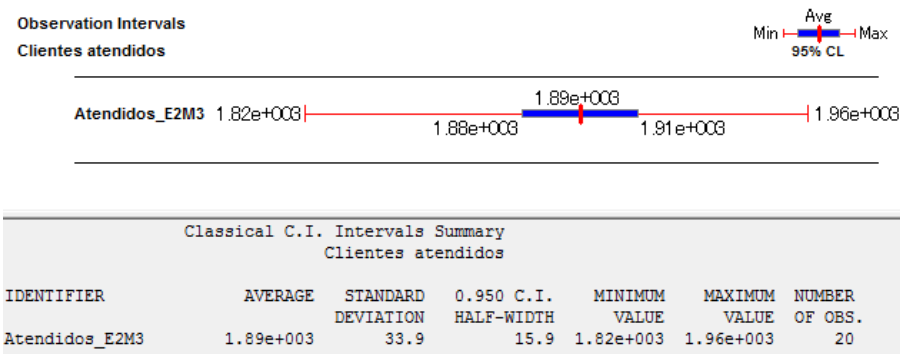 Observation Intervals
Avg
Min Max
Clientes atendidos
95% CL
1.89e+003
Atendidos_E2M3 1.82e+003 1.96e+003
1.88e+003 1.91e+003
Classical C.I. Intervals Summary
Clientes atendidos
IDENTIFIER AVERAGE STANDARD 0.950 C.I. MINIMUM MAXIMUM NUMBER
DEVIATION HALF-WIDTH VALUE VALUE OF OBS.
Atendidos_E2M3 1.89e+003 33.9 15.9 1.82e+003 1.96e+003 20